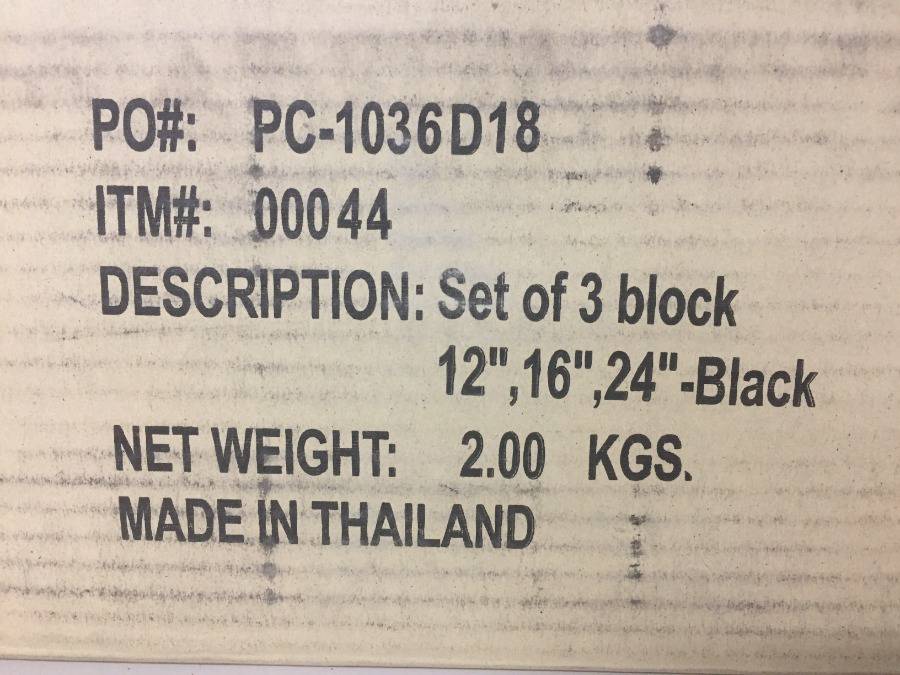 PO#: PC-1036D18
ITM#: 00044
DESCRIPTION: Set of 3 block
12",16",24"-Black
NET WEIGHT: 2.00 KGS.
MADE IN THAILAND